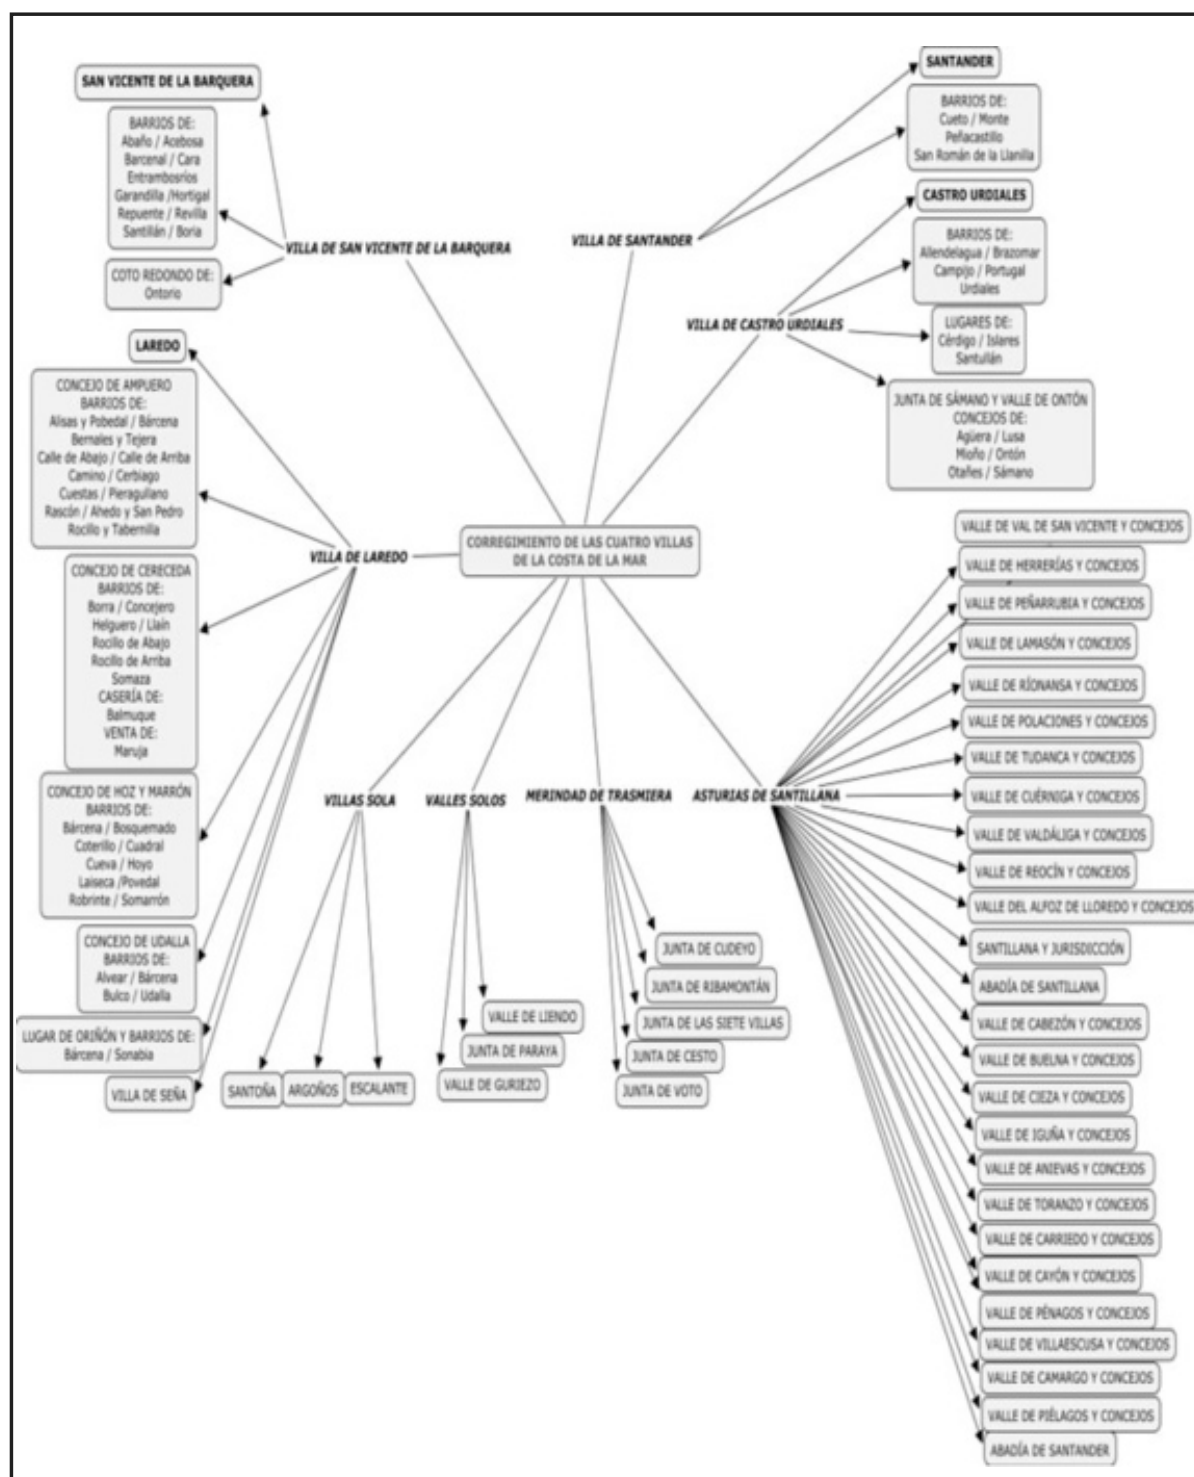 SAN VICENTE DE LA BARQUERA
BARRIOS DE:
Abaño / Acebosa
Barcenal / Cara
Entrambosríos
Garandilla /Hortigal
Repuente / Revilla
Santillán / Boria
COTO REDONDO DE:
Ontorio
VILLA DE SAN VICENTE DE LA BARQUERA
SANTANDER
BARRIOS DE:
Cueto / Monte
Peñacastillo
San Román de la Llanilla
VILLA DE SANTANDER
CASTRO URDIALES
BARRIOS DE:
Allendelagua / Brazomar
Campijo / Portugal
Urdiales
VILLA DE CASTRO URDIALES
LUGARES DE:
Cérdigo / Islares
Santullán
JUNTA DE SÁMANO Y VALLE DE ONTÓN
CONCEJOS DE:
Agüera / Lusa
Mioño / Ontón
Otañes / Sámano
LAREDO
CONCEJO DE AMPUERO
BARRIOS DE:
Alisas y Pobedal / Bárcena
Bernales y Tejera
Calle de Abajo / Calle de Arriba
Camino / Cerbiago
Cuestas / Pieragullano
Rascón / Ahedo y San Pedro
Rocillo y Tabernilla
VILLA DE LAREDO
CORREGIMIENTO DE LAS CUATRO VILLAS
DE LA COSTA DE LA MAR
CONCEJO DE CERECEDA
BARRIOS DE:
Borra / Concejero
Helguero / Llaín
Rocillo de Abajo
Rocillo de Arriba
Somaza
CASERÍA DE:
Balmuque
VENTA DE:
Maruja
CONCEJO DE HOZ Y MARRÓN
BARRIOS DE:
Bárcena / Bosquemado
Coterillo / Cuadral
Cueva / Hoyo
Laiseca /Povedal
Robrinte / Somarrón
CONCEJO DE UDALLA
BARRIOS DE:
Alvear / Bárcena
Bulco / Udalla
LUGAR DE ORIÑÓN Y BARRIOS DE:
Bárcena / Sonabia
VILLA DE SEÑA
VILLAS SOLA
SANTOÑA
ARGOÑOS
ESCALANTE
VALLES SOLOS
VALLE DE LIENDO
JUNTA DE PARAYA
VALLE DE GURIEZO
MERINDAD DE TRASMIERA
JUNTA DE CUDEYO
JUNTA DE RIBAMONTÁN
JUNTA DE LAS SIETE VILLAS
JUNTA DE CESTO
JUNTA DE VOTO
ASTURIAS DE SANTILLANA
VALLE DE VAL DE SAN VICENTE Y CONCEJOS
VALLE DE HERRERÍAS Y CONCEJOS
VALLE DE PEÑARRUBIA Y CONCEJOS
VALLE DE LAMASÓN Y CONCEJOS
VALLE DE RÍONANSA Y CONCEJOS
VALLE DE POLACIONES Y CONCEJOS
VALLE DE TUDANCA Y CONCEJOS
VALLE DE CUÉRNIGA Y CONCEJOS
VALLE DE VALDÁLIGA Y CONCEJOS
VALLE DE REOCÍN Y CONCEJOS
VALLE DEL ALFOZ DE LLOREDO Y CONCEJOS
SANTILLANA Y JURISDICCIÓN
ABADÍA DE SANTILLANA
VALLE DE CABEZÓN Y CONCEJOS
VALLE DE BUELNA Y CONCEJOS
VALLE DE CIEZA Y CONCEJOS
VALLE DE IGUÑA Y CONCEJOS
VALLE DE ANIEVAS Y CONCEJOS
VALLE DE TORANZO Y CONCEJOS
VALLE DE CARRIEDO Y CONCEJOS
VALLE DE CAYÓN Y CONCEJOS
VALLE DE PÉNAGOS Y CONCEJOS
VALLE DE VILLAESCUSA Y CONCEJOS
VALLE DE CAMARGO Y CONCEJOS
VALLE DE PIÉLAGOS Y CONCEJOS
ABADÍA DE SANTANDER